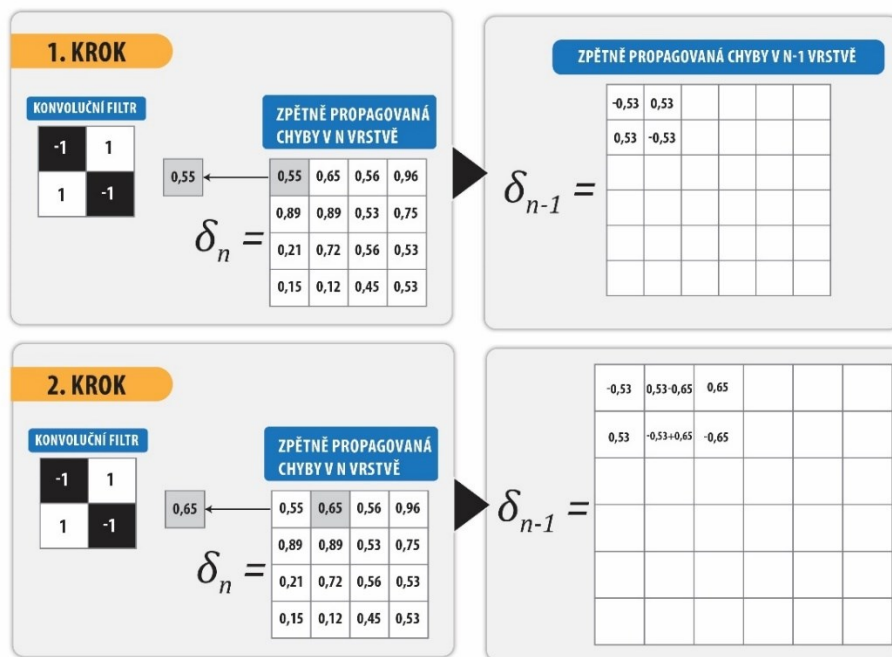 1. KROK
KONVOLUČNÍ FILTR
-1 1
1 -1
0,55
ZPĚTNĚ PROPAGOVANÁ
CHYBY V N VRSTVĚ
δn =
0,55 0,65 0,56 0,96
0,89 0,89 0,53 0,75
0,21 0,72 0,56 0,53
0,15 0,12 0,45 0,53
ZPĚTNĚ PROPAGOVANÁ CHYBY V N-1 VRSTVĚ
δn-1 =
-0,53 0,53
0,53 -0,53
2. KROK
KONVOLUČNÍ FILTR
-1 1
1 -1
0,65
ZPĚTNĚ PROPAGOVANÁ
CHYBY V N VRSTVĚ
δn =
0,55 0,65 0,56 0,96
0,89 0,89 0,53 0,75
0,21 0,72 0,56 0,53
0,15 0,12 0,45 0,53
δn-1 =
-0,53 0,53-0,65 0,65
0,53 -0,53+0,65 -0,65